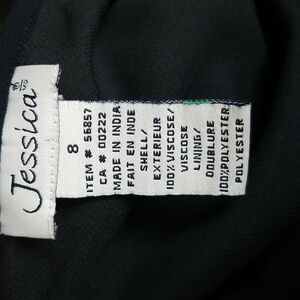 Jessica
8
ITEM # 56857
CA # 00222
MADE IN INDIA
FAIT EN INDE
SHELL/
EXTERIEUR
100%VISCOSE/
VISCOSE
LINING/
DOUBLURE
100%POLYESTER
POLYESTER